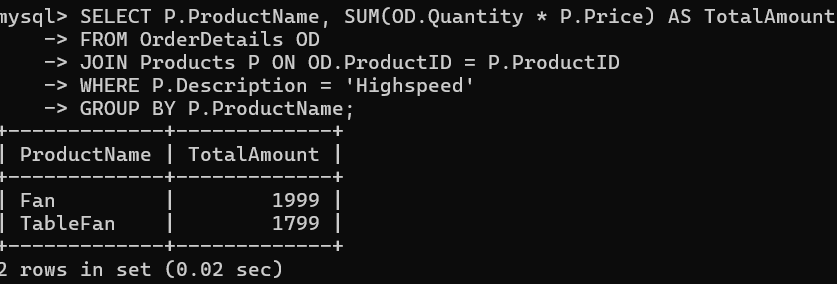 mysql> SELECT P.ProductName, SUM(OD.Quantity * P.Price) AS TotalAmount
    -> FROM OrderDetails OD
    -> JOIN Products P ON OD.ProductID = P.ProductID
    -> WHERE P.Description = 'Highspeed'
    -> GROUP BY P.ProductName;
+-------------+-------------+
| ProductName | TotalAmount |
+-------------+-------------+
| Fan         |        1999 |
| TableFan    |        1799 |
+-------------+-------------+
2 rows in set (0.02 sec)